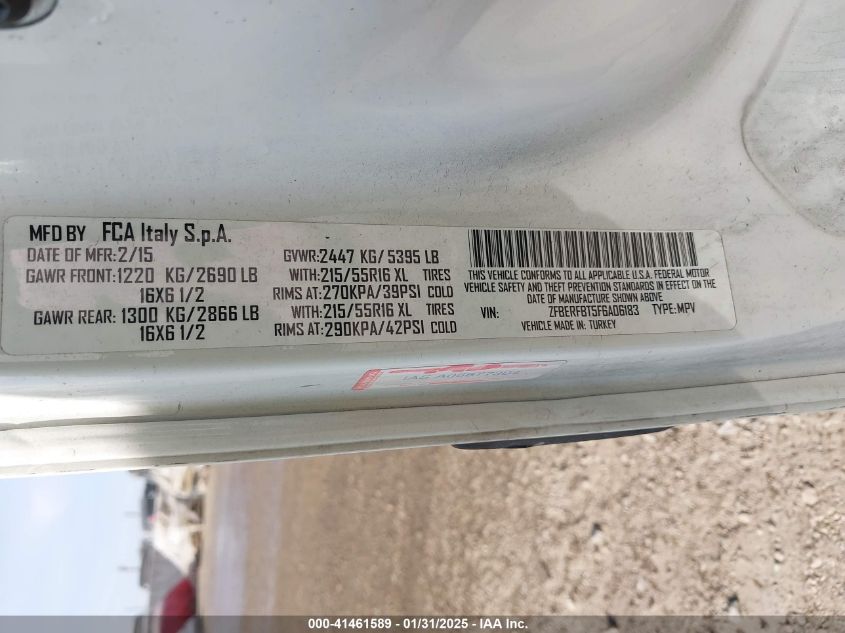 MFD BY FCA Italy S.p.A.
DATE OF MFR:2/15
GAWR FRONT:1220 KG/2690 LB
16X6 1/2
GAWR REAR: 1300 KG/2866 LB
16X6 1/2
GVWR:2447 KG/5395 LB
WITH:215/55R16 XL TIRES
RIMS AT:270KPA/39PSI COLD
WITH:215/55R16 XL TIRES
RIMS AT:290KPA/42PSI COLD
THIS VEHICLE CONFORMS TO ALL APPLICABLE U.S.A. FEDERAL MOTOR
VEHICLE SAFETY, BUMPER, AND THEFT PREVENTION STANDARDS IN
EFFECT ON THE DATE OF MANUFACTURE SHOWN ABOVE
VIN: ZFBERFBT5F6A06183 TYPE:MPV
VEHICLE MADE IN: TURKEY
000-41461589 - 01/31/2025 - IAA Inc.